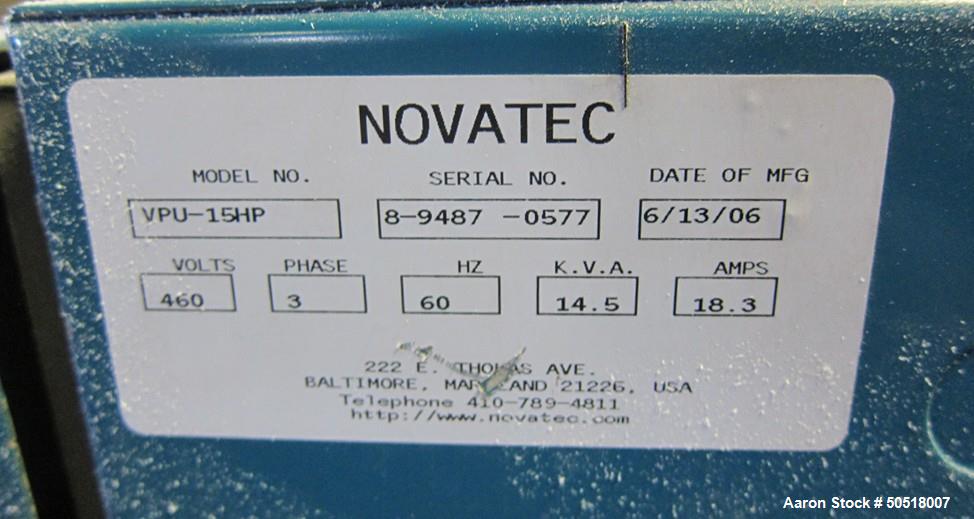 NOVATEC
MODEL NO. SERIAL NO. DATE OF MFG
VPU-15HP 8-9487 -0577 6/13/06
VOLTS PHASE HZ K.V.A. AMPS
460 3 60 14.5 18.3
222 E. THOMAS AVE.
BALTIMORE, MARYLAND 21226, USA
Telephone 410-789-4811
http://www.novatec.com
Aaron Stock # 50518007